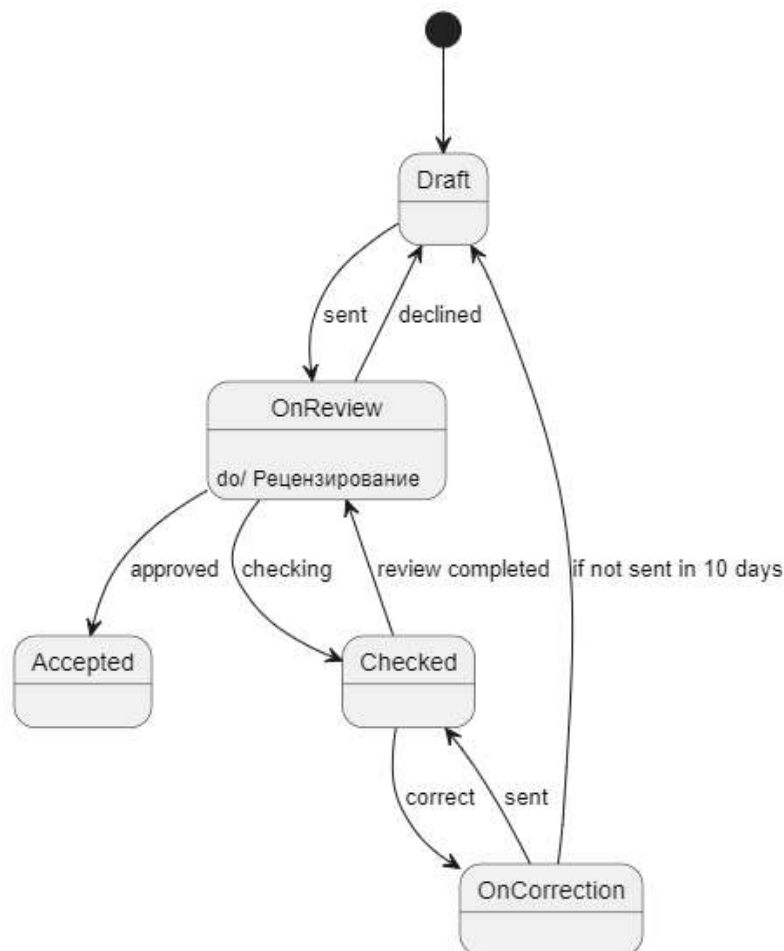 Draft
sent
declined
OnReview
do/ Рецензирование
approved
checking
review completed
if not sent in 10 days
Accepted
Checked
correct
sent
OnCorrection